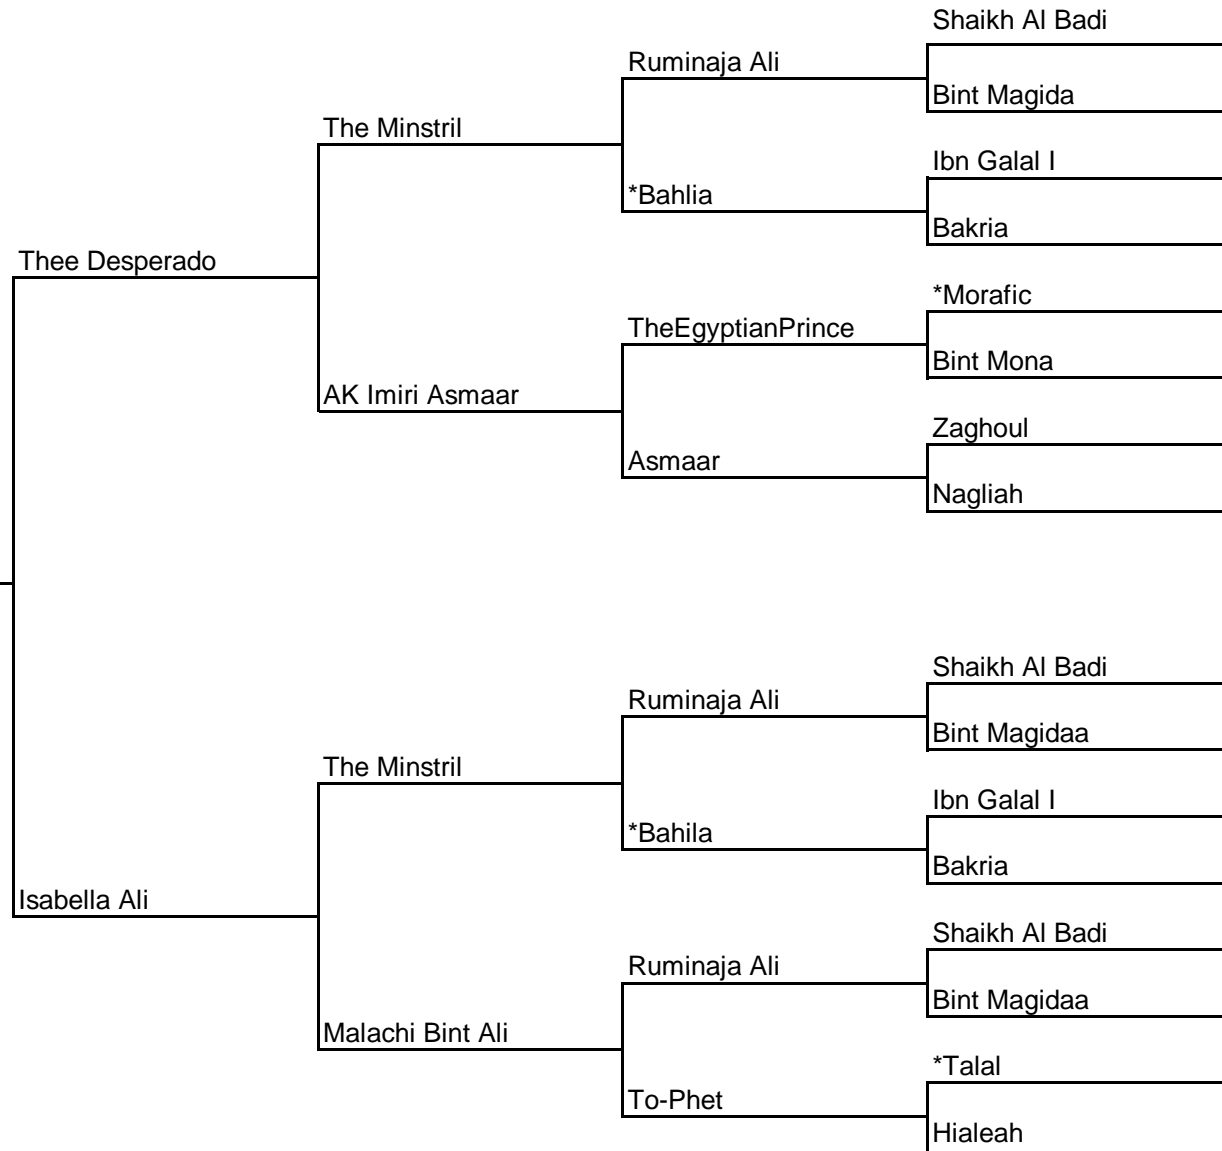 Shaikh Al Badi
Ruminaja Ali
Bint Magida
The Minstril
Ibn Galal I
*Bahlia
Bakria
Thee Desperado
*Morafic
TheEgyptianPrince
Bint Mona
AK Imiri Asmaar
Zaghoul
Asmaar
Nagliah
Shaikh Al Badi
Ruminaja Ali
Bint Magidaa
The Minstril
Ibn Galal I
*Bahila
Bakria
Isabella Ali
Shaikh Al Badi
Ruminaja Ali
Bint Magidaa
Malachi Bint Ali
*Talal
To-Phet
Hialeah